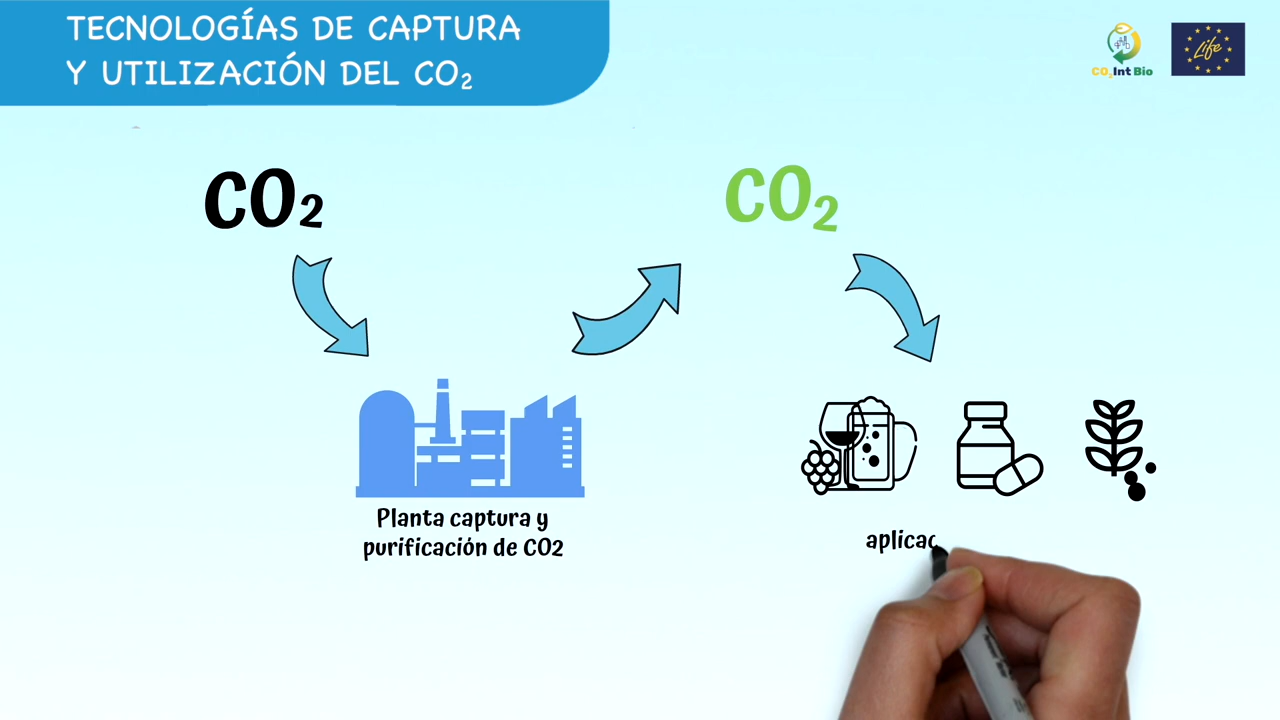 TECNOLOGÍAS DE CAPTURA
Y UTILIZACIÓN DEL CO₂
CO₂Int Bio
Life
CO₂
CO₂
Planta captura y
purificación de CO2
aplicac